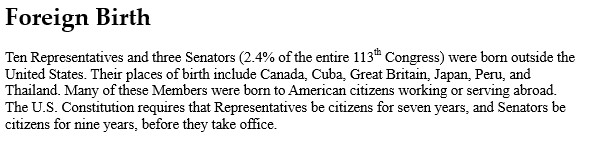 Foreign Birth
Ten Representatives and three Senators (2.4% of the entire 113th Congress) were born outside the
United States. Their places of birth include Canada, Cuba, Great Britain, Japan, Peru, and
Thailand. Many of these Members were born to American citizens working or serving abroad.
The U.S. Constitution requires that Representatives be citizens for seven years, and Senators be
citizens for nine years, before they take office.